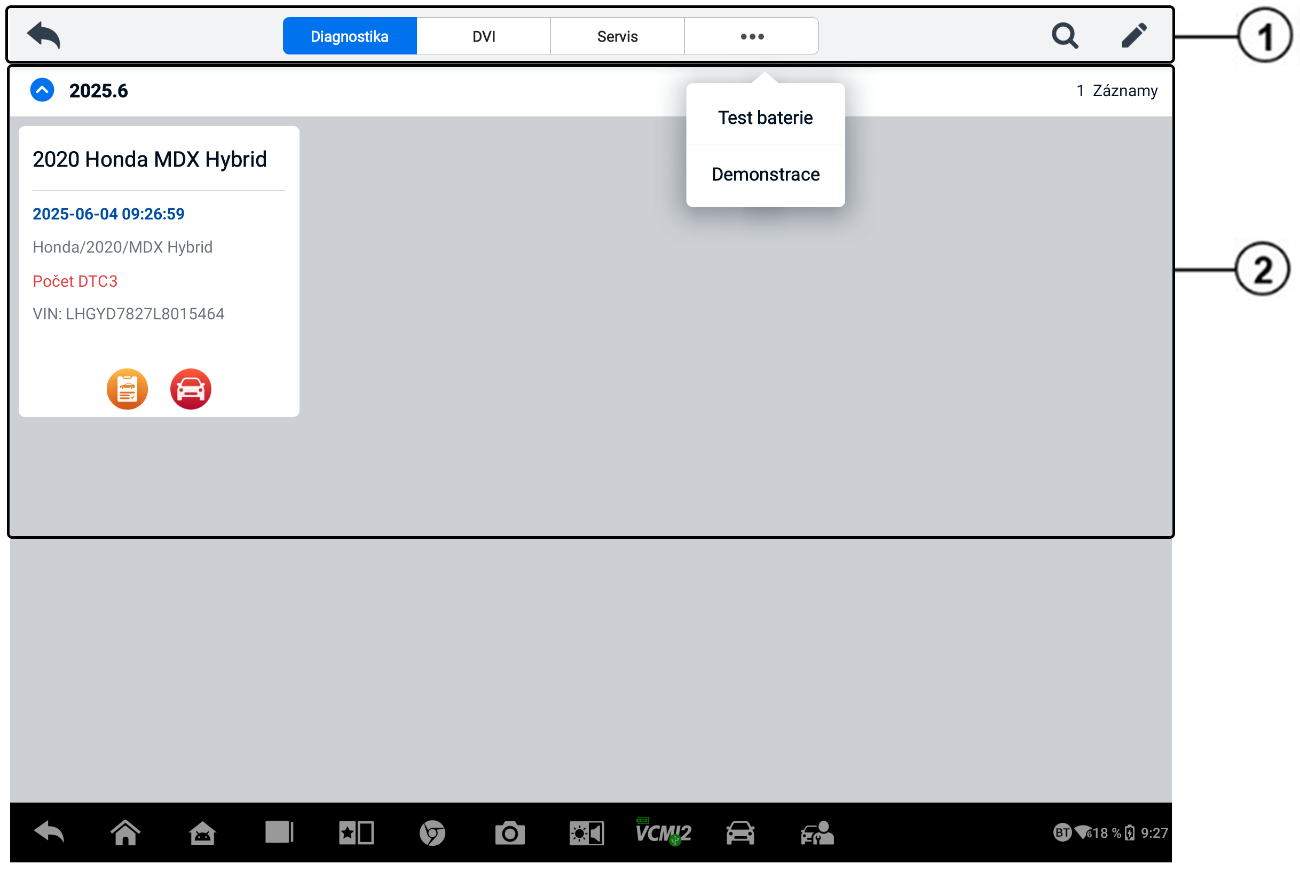 Diagnostika DVI Servis •••
1
2025.6
1 Záznamy
Test baterie
Demonstrace
2020 Honda MDX Hybrid
2025-06-04 09:26:59
Honda/2020/MDX Hybrid
Počet DTC3
VIN: LHGYD7827L8015464
2
VCMI2
BT 6 18 % 9:27